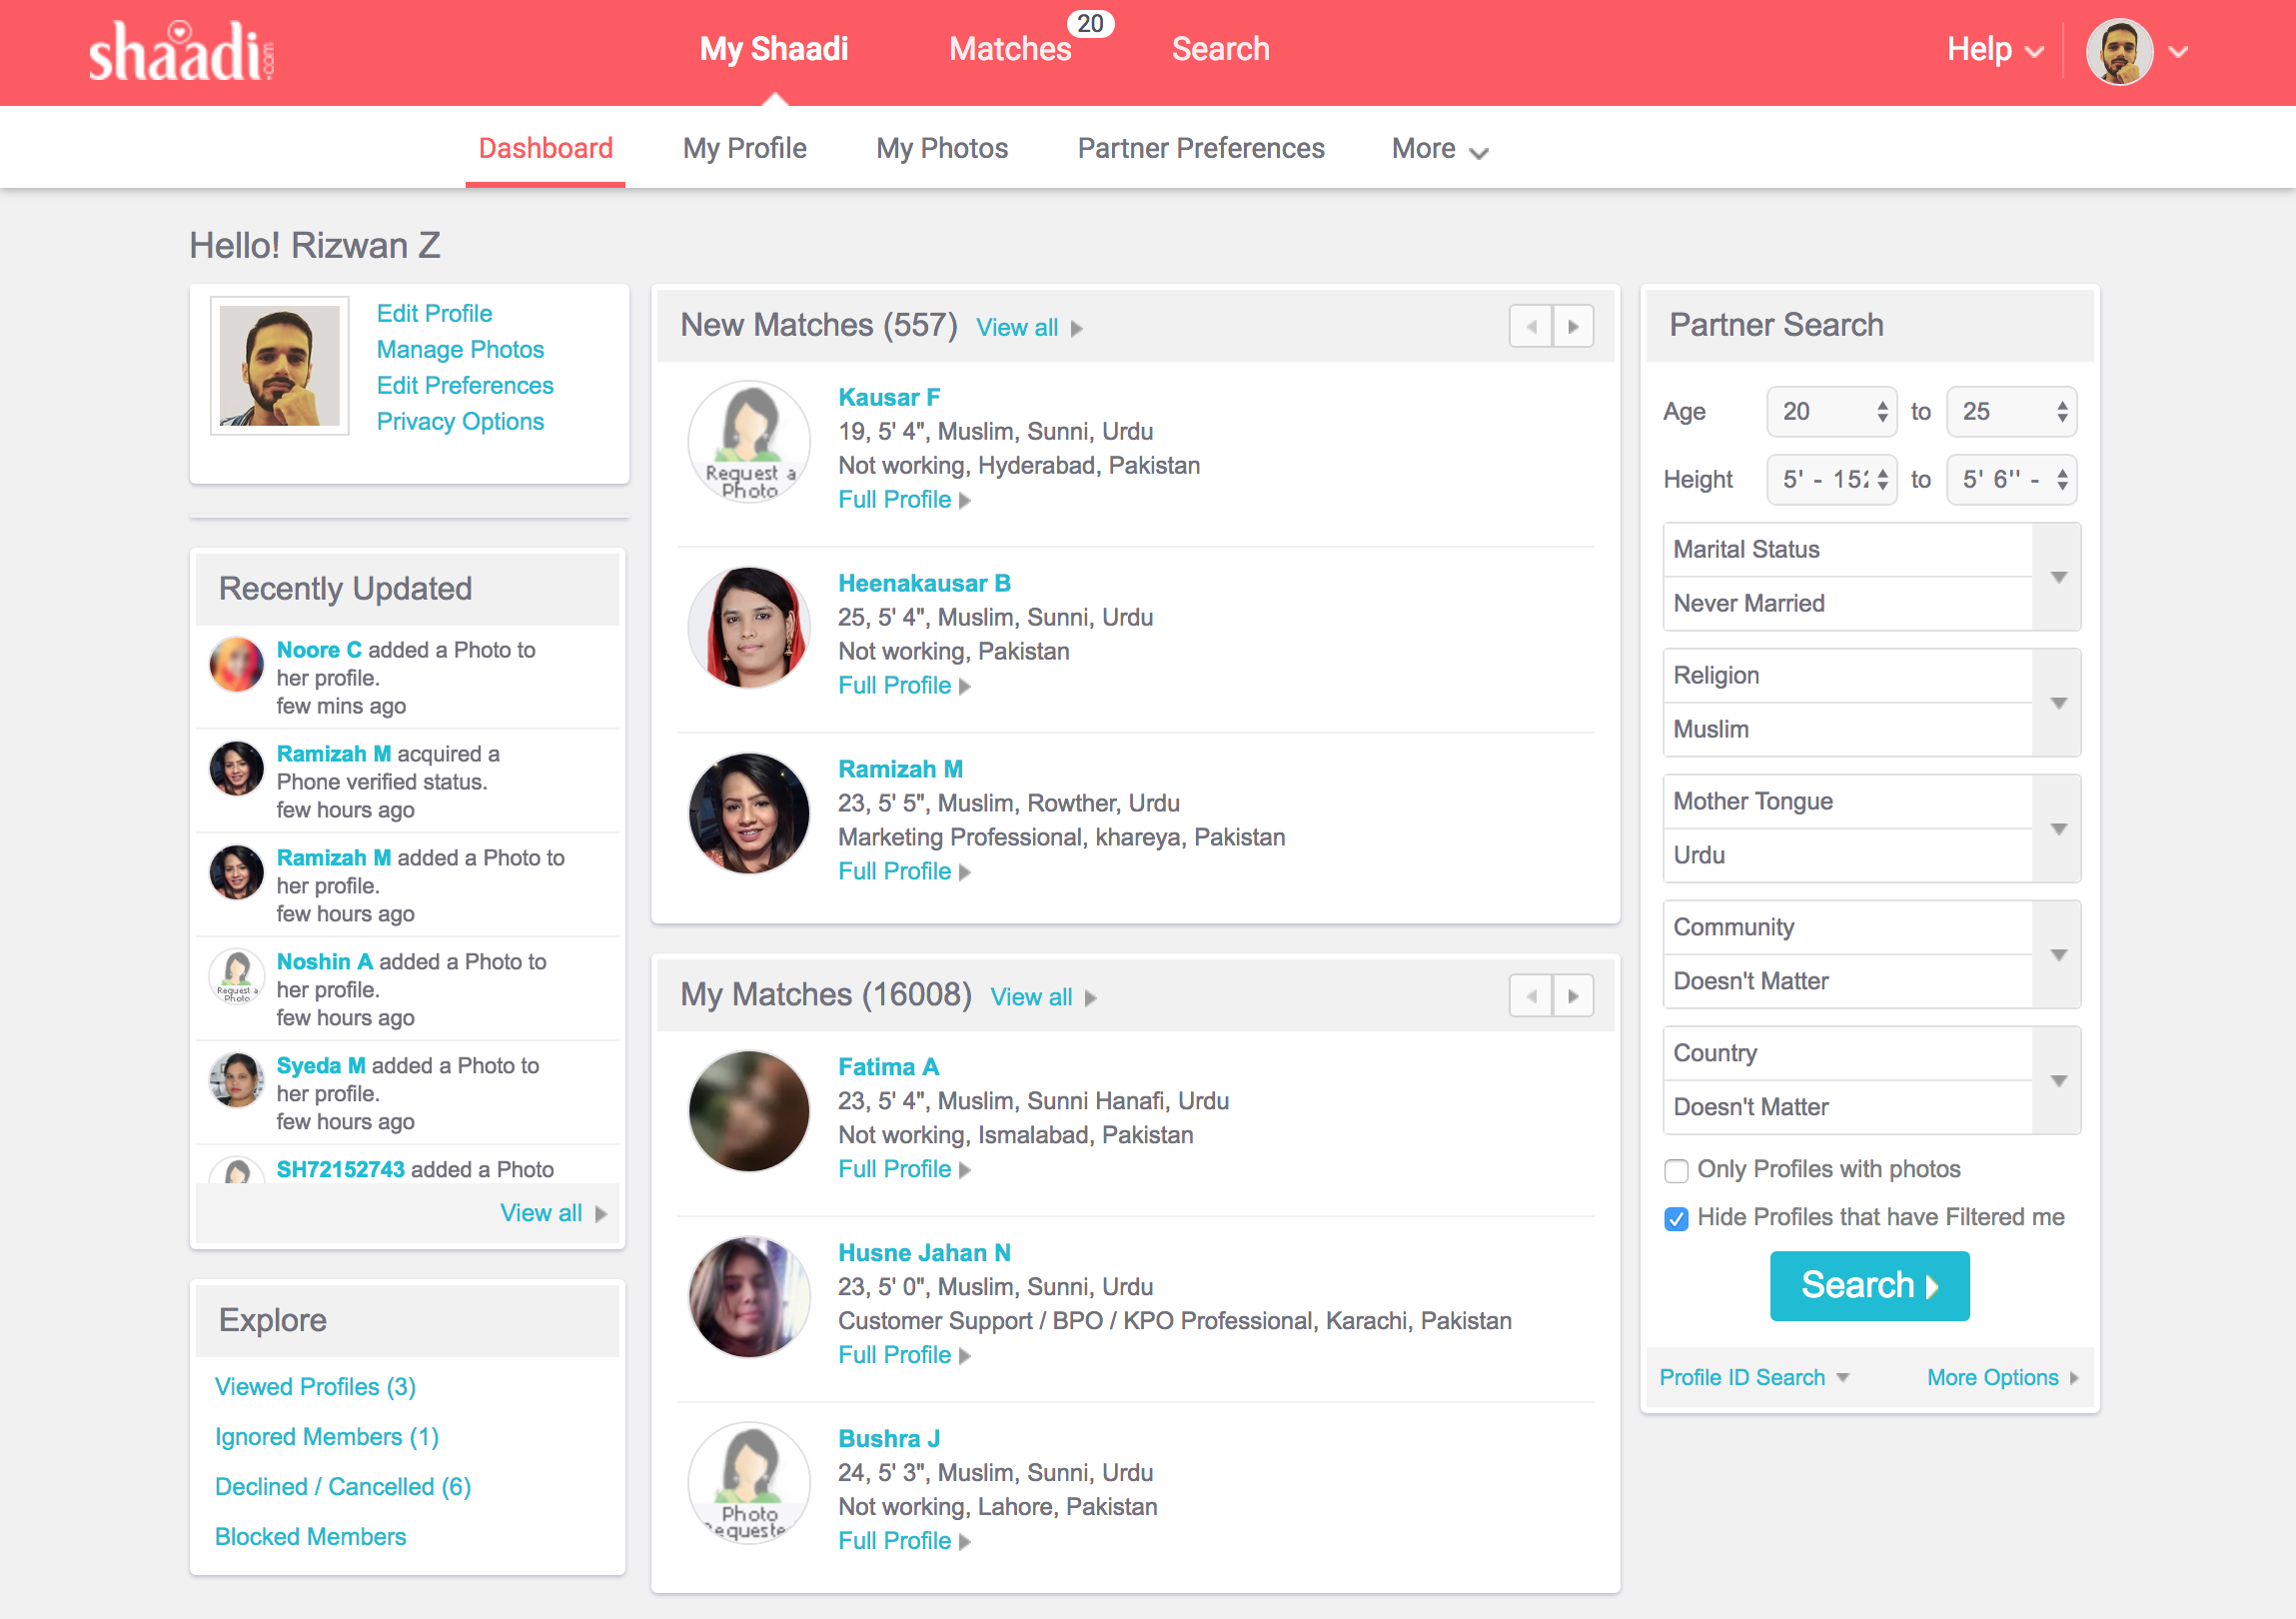 shaadi.com
My Shaadi
Matches
20
Search
Help
Dashboard
My Profile
My Photos
Partner Preferences
More
Hello! Rizwan Z
Edit Profile
Manage Photos
Edit Preferences
Privacy Options
Recently Updated
Noore C added a Photo to
her profile.
few mins ago
Ramizah M acquired a
Phone verified status.
few hours ago
Ramizah M added a Photo to
her profile.
few hours ago
Request a
Photo
Noshin A added a Photo to
her profile.
few hours ago
Syeda M added a Photo to
her profile.
few hours ago
SH72152743 added a Photo
View all
Explore
Viewed Profiles (3)
Ignored Members (1)
Declined / Cancelled (6)
Blocked Members
New Matches (557) View all
Request a
Photo
Kausar F
19, 5' 4", Muslim, Sunni, Urdu
Not working, Hyderabad, Pakistan
Full Profile
Heenakausar B
25, 5' 4", Muslim, Sunni, Urdu
Not working, Pakistan
Full Profile
Ramizah M
23, 5' 5", Muslim, Rowther, Urdu
Marketing Professional, khareya, Pakistan
Full Profile
My Matches (16008) View all
Fatima A
23, 5' 4", Muslim, Sunni Hanafi, Urdu
Not working, Ismalabad, Pakistan
Full Profile
Husne Jahan N
23, 5' 0", Muslim, Sunni, Urdu
Customer Support / BPO / KPO Professional, Karachi, Pakistan
Full Profile
Photo
Bushra J
24, 5' 3", Muslim, Sunni, Urdu
Not working, Lahore, Pakistan
Full Profile
Partner Search
Age 20 to 25
Height 5' - 152 to 5' 6'' -
Marital Status
Never Married
Religion
Muslim
Mother Tongue
Urdu
Community
Doesn't Matter
Country
Doesn't Matter
Only Profiles with photos
Hide Profiles that have Filtered me
Search
Profile ID Search
More Options